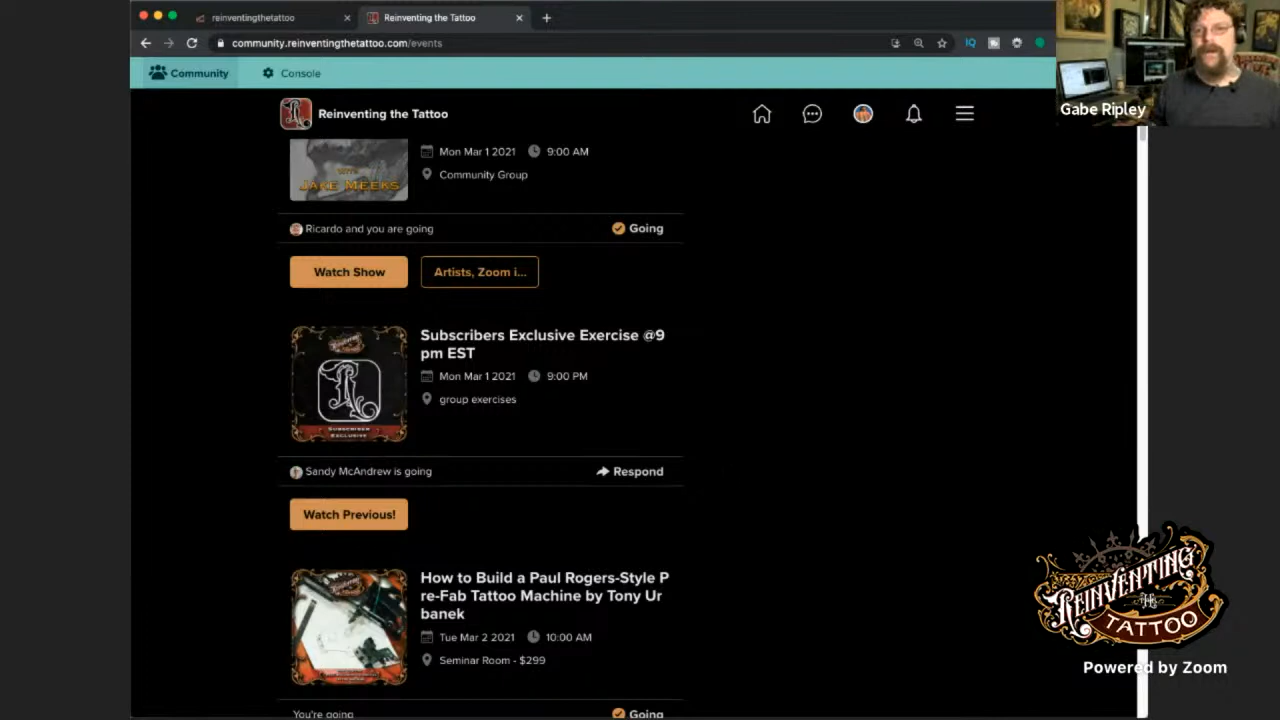 reinventingthetattoo
Reinventing the Tattoo
community.reinventingthetattoo.com/events
Community
Console
Reinventing the Tattoo
Gabe Ripley
WITH
JAKE MEEKS
Mon Mar 1 2021 9:00 AM
Community Group
Ricardo and you are going
Going
Watch Show
Artists, Zoom i...
Subscribers Exclusive Exercise @9
pm EST
Mon Mar 1 2021 9:00 PM
group exercises
SUBSCRIBER
EXCLUSIVE
Sandy McAndrew is going
Respond
Watch Previous!
How to Build a Paul Rogers-Style P
re-Fab Tattoo Machine by Tony Ur
banek
Tue Mar 2 2021 10:00 AM
Seminar Room - $299
You're going
Going
REINVENTING
THE
TATTOO
Powered by Zoom